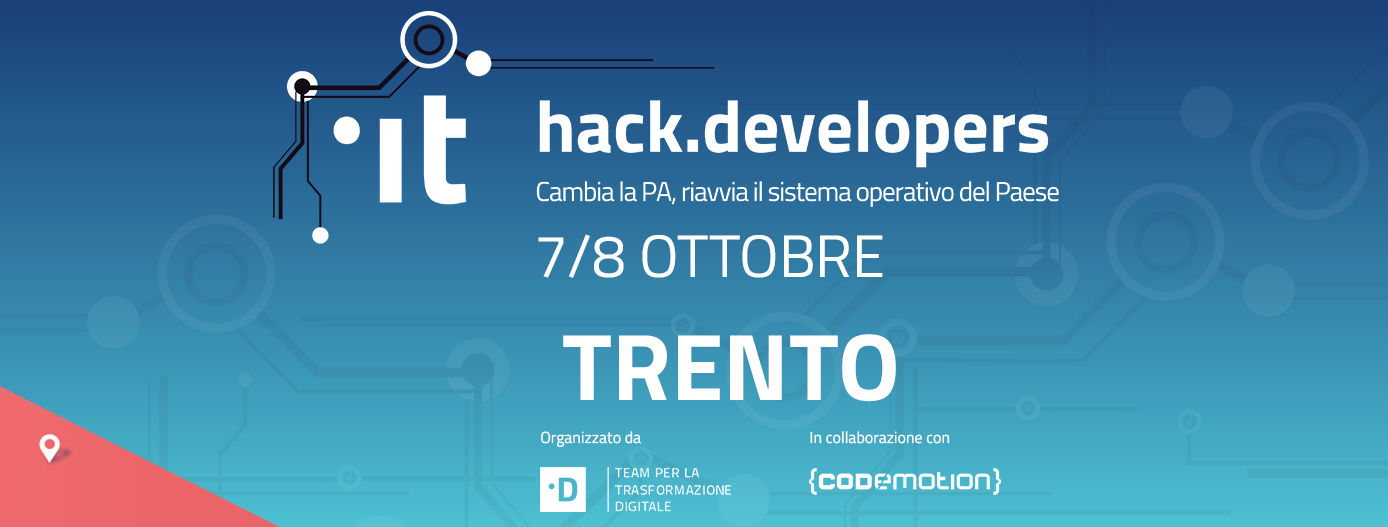 ·it
hack.developers
Cambia la PA, riavvia il sistema operativo del Paese
7/8 OTTOBRE
TRENTO
Organizzato da
In collaborazione con
·D
TEAM PER LA
TRASFORMAZIONE
DIGITALE
{CODEMOTION}